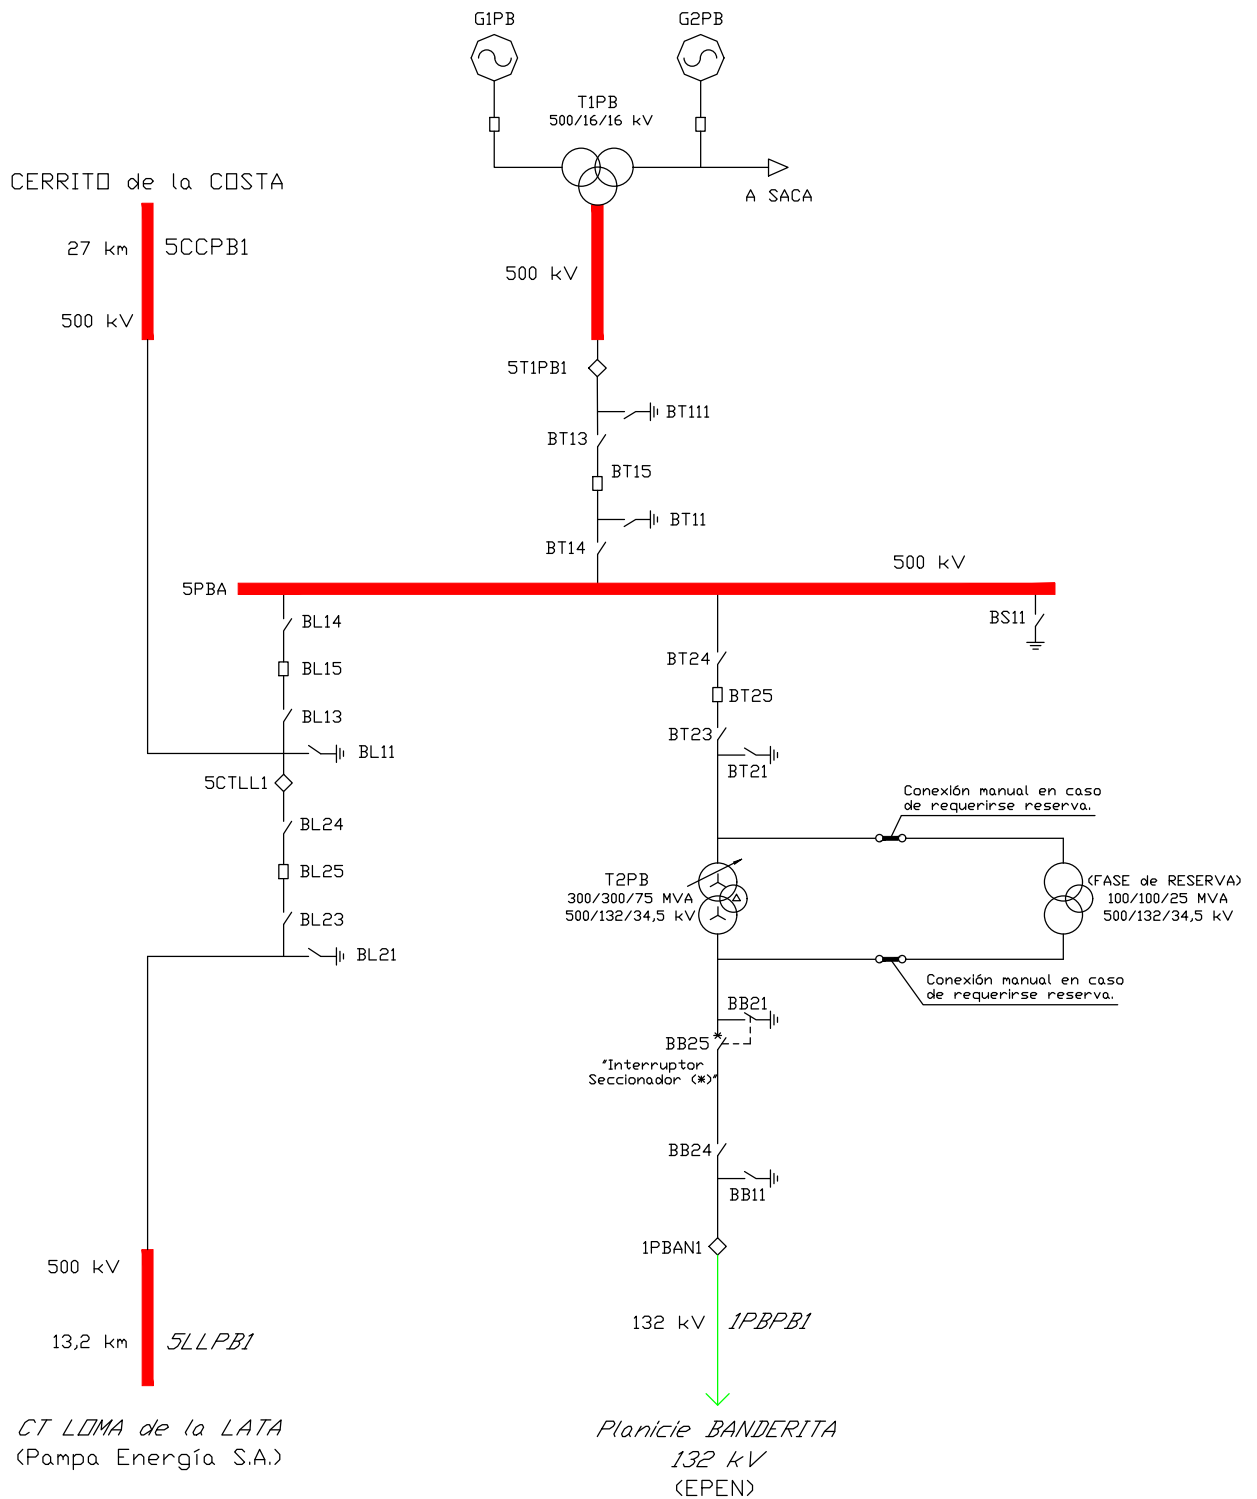 G1PB
G2PB
T1PB
500/16/16 kV
A SACA
CERRITO de la COSTA
27 km
5CCPB1
500 kV
500 kV
5T1PB1
BT111
BT13
BT15
BT11
BT14
500 kV
5PBA
BS11
BL14
BL15
BL13
BL11
5CTLL1
BL24
BL25
BL23
BL21
BT24
BT25
BT23
BT21
Conexión manual en caso
de requerirse reserva.
T2PB
300/300/75 MVA
500/132/34,5 kV
(FASE de RESERVA)
100/100/25 MVA
500/132/34,5 kV
Conexión manual en caso
de requerirse reserva.
BB21
BB25
"Interruptor
Seccionador (*)"
BB24
BB11
1PBAN1
132 kV
1PBPB1
500 kV
13,2 km
5LLPB1
CT LOMA de la LATA
(Pampa Energía S.A.)
Planicie BANDERITA
132 kV
(EPEN)